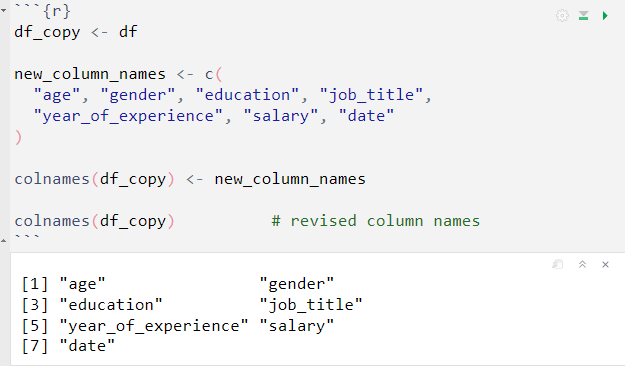 ```{r}
df_copy <- df
new_column_names <- c(
  "age", "gender", "education", "job_title",
  "year_of_experience", "salary", "date"
)
colnames(df_copy) <- new_column_names
colnames(df_copy)          # revised column names
```
[1] "age"                "gender"
[3] "education"          "job_title"
[5] "year_of_experience" "salary"
[7] "date"